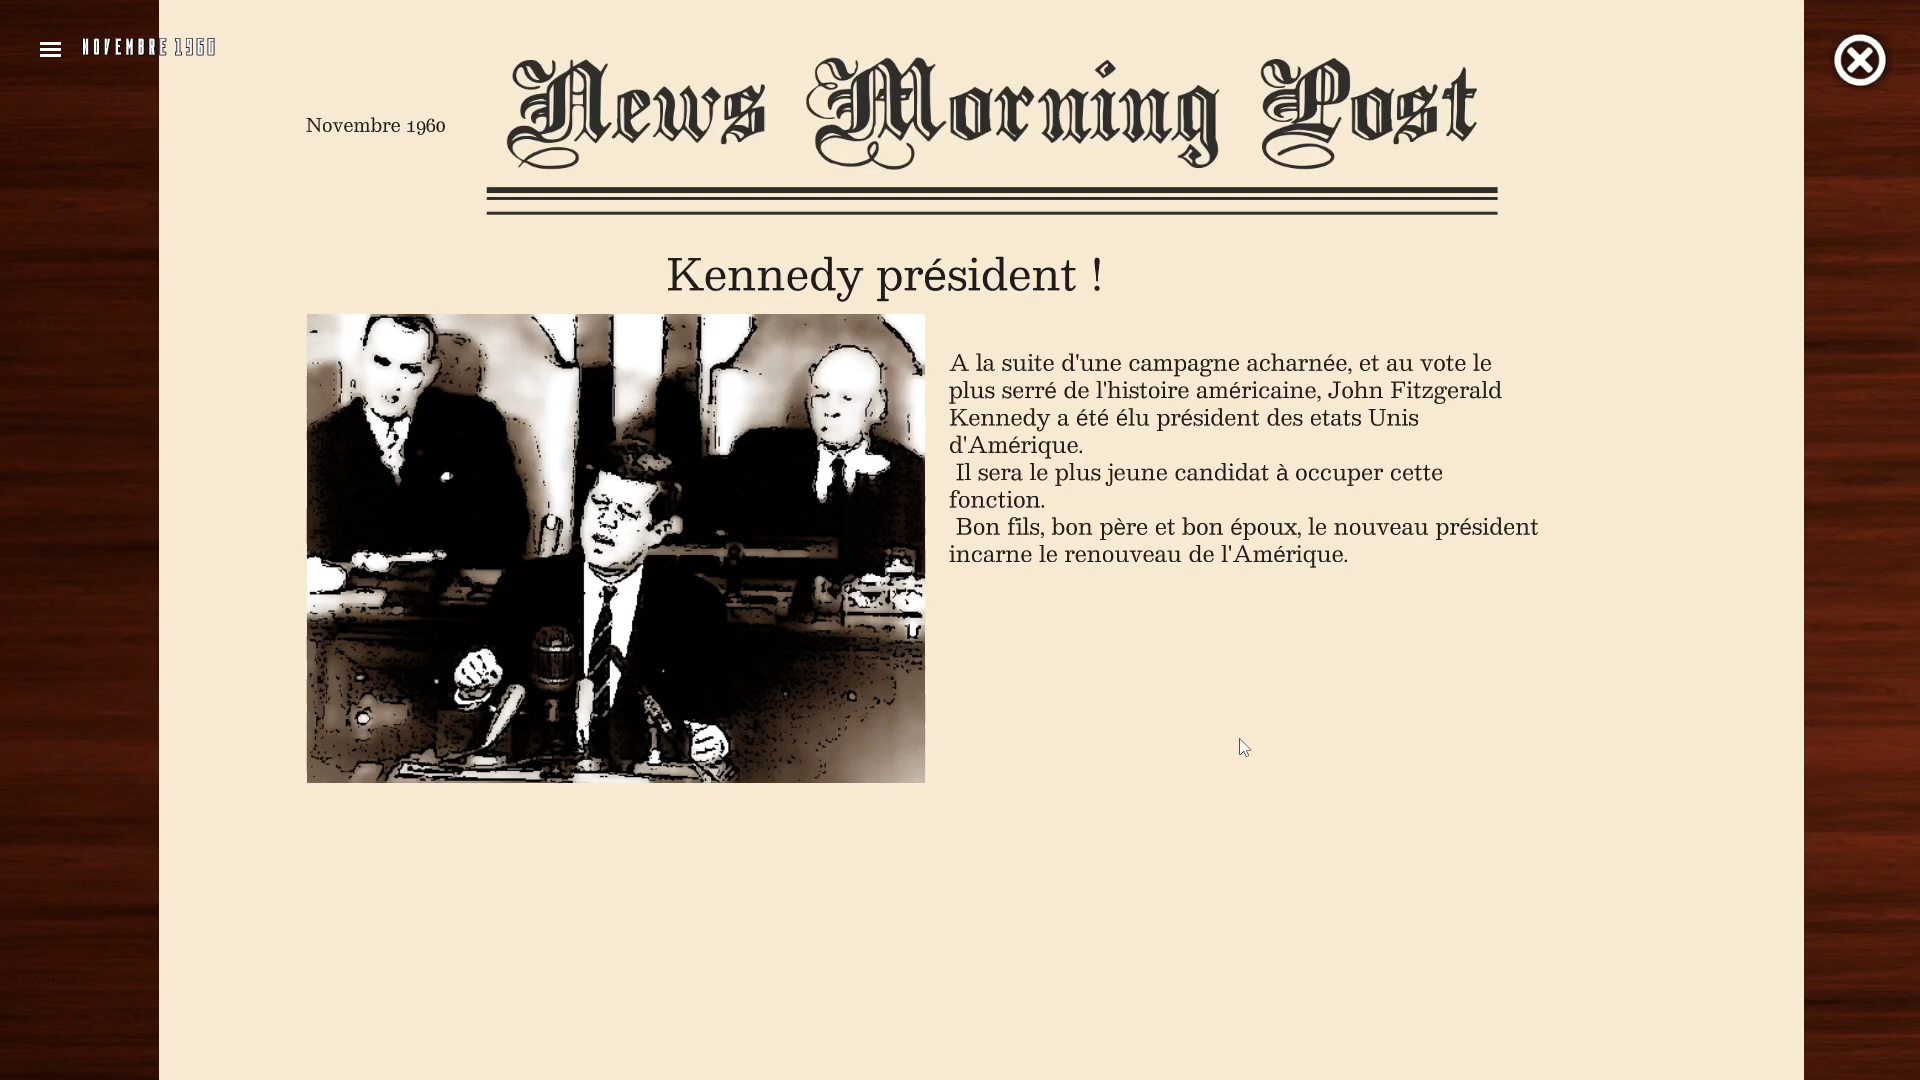 NOVEMBRE 1960
News Morning Post
Novembre 1960
Kennedy président !
A la suite d'une campagne acharnée, et au vote le
plus serré de l'histoire américaine, John Fitzgerald
Kennedy a été élu président des etats Unis
d'Amérique.
Il sera le plus jeune candidat à occuper cette
fonction.
Bon fils, bon père et bon époux, le nouveau président
incarne le renouveau de l'Amérique.